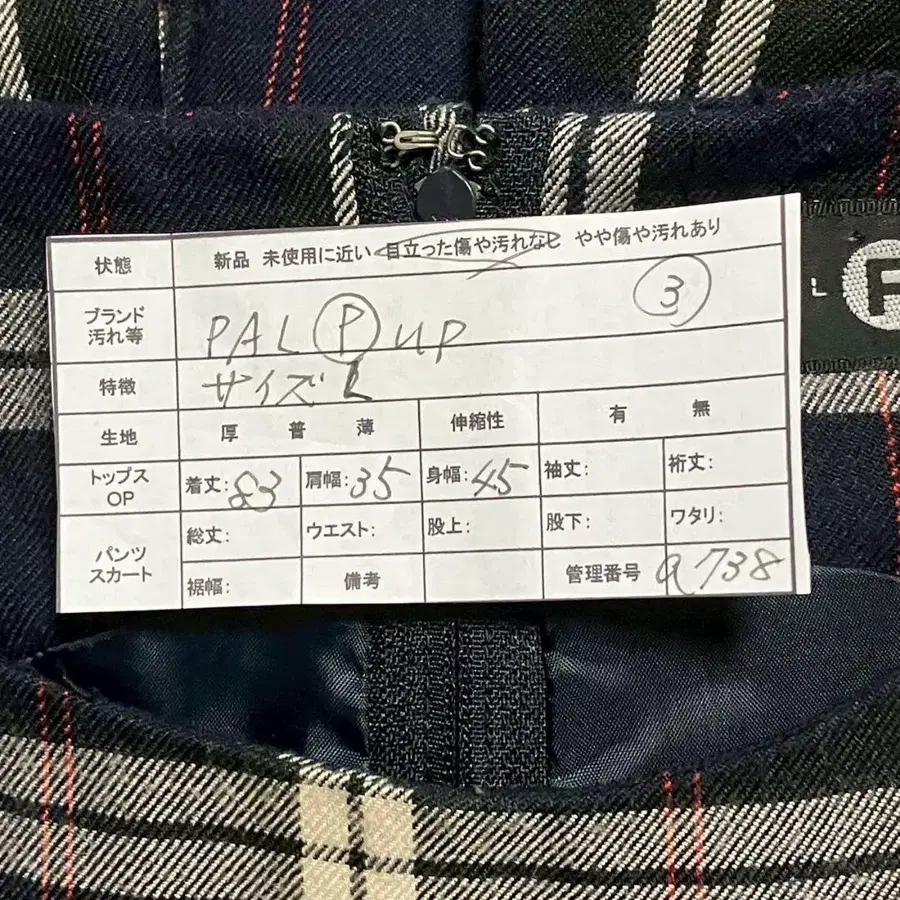 状態 新品 未使用に近い 目立った傷や汚れなし やや傷や汚れあり
ブランド
汚れ等
PAL P UP
3
L
P
特徴 サイズ L
生地 厚 普 薄 伸縮性 有 無
トップス
OP
着丈: 83 肩幅: 35 身幅: 45 袖丈: 裄丈:
パンツ
スカート
総丈: ウエスト: 股上: 股下: ワタリ:
裾幅: 備考 管理番号 a738